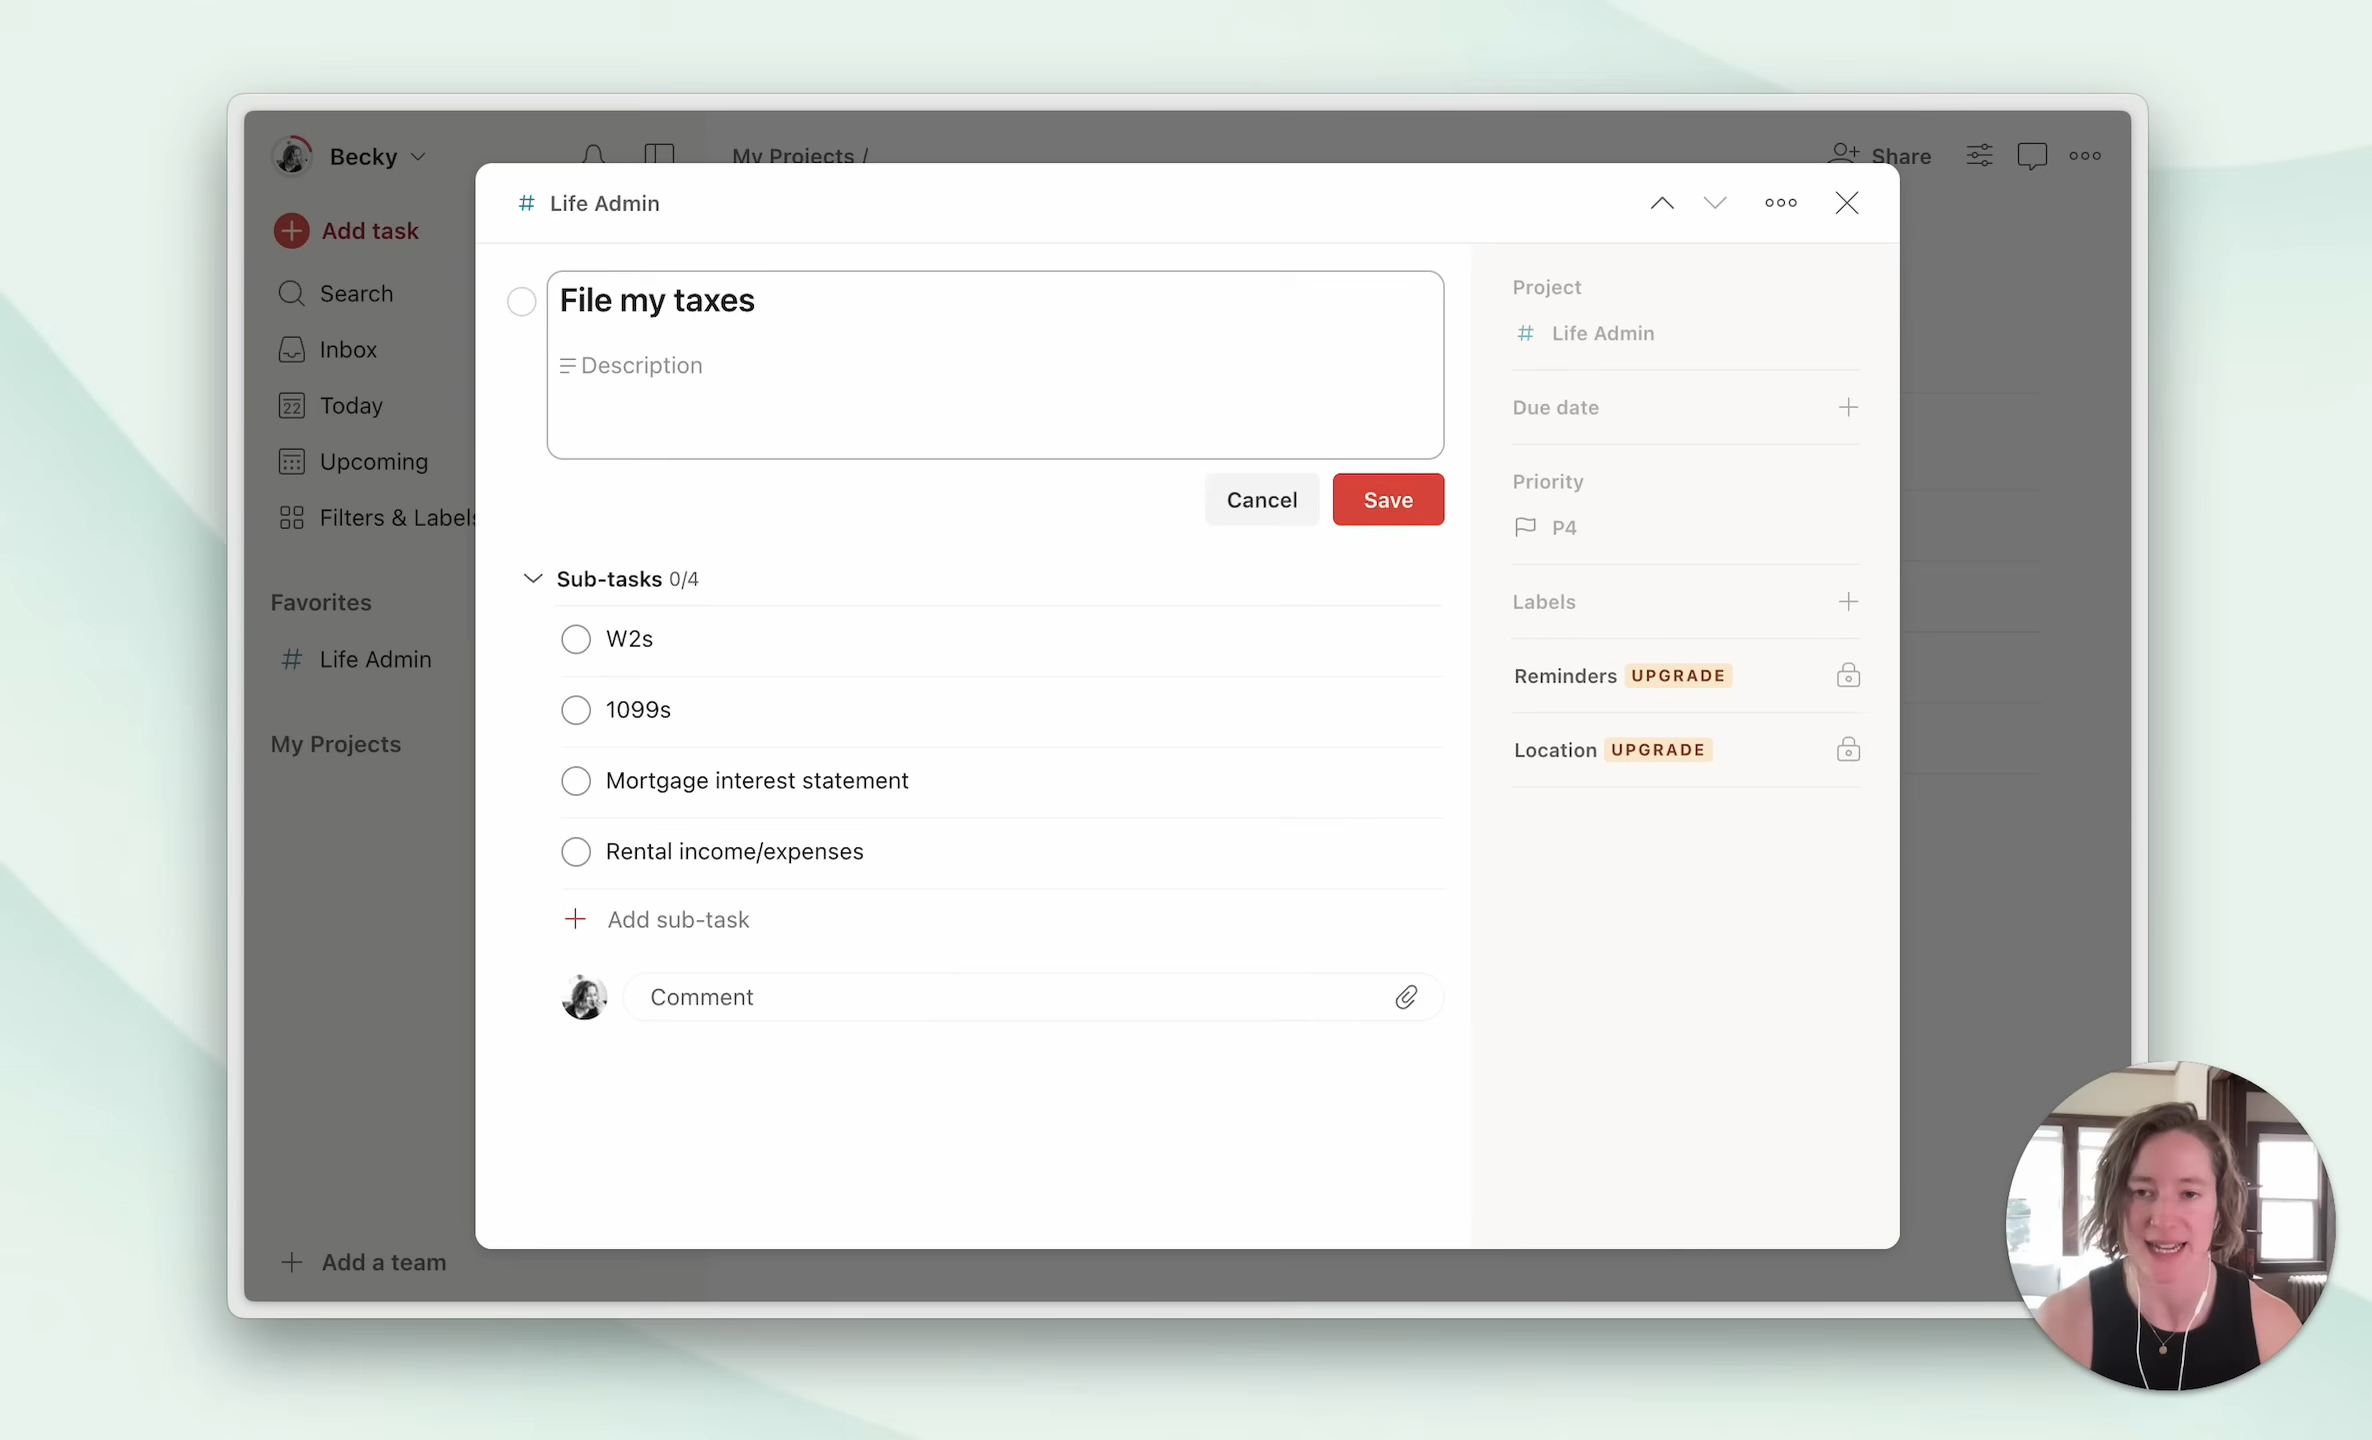 Becky
My Projects /
Share
Add task
Search
Inbox
22
Today
Upcoming
Filters & Labels
Favorites
# Life Admin
My Projects
Add a team
# Life Admin
File my taxes
Description
Cancel
Save
Sub-tasks 0/4
W2s
1099s
Mortgage interest statement
Rental income/expenses
Add sub-task
Comment
Project
# Life Admin
Due date
Priority
P4
Labels
Reminders UPGRADE
Location UPGRADE